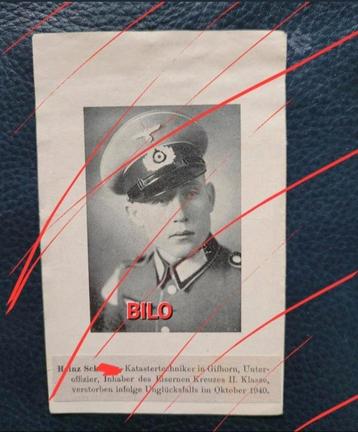 BILO
Heinz Sch Katastertechniker in Gifhorn, Unter-
offizier, Inhaber des Eisernen Kreuzes II. Klasse,
verstorben infolge Unglücksfalls im Oktober 1940.